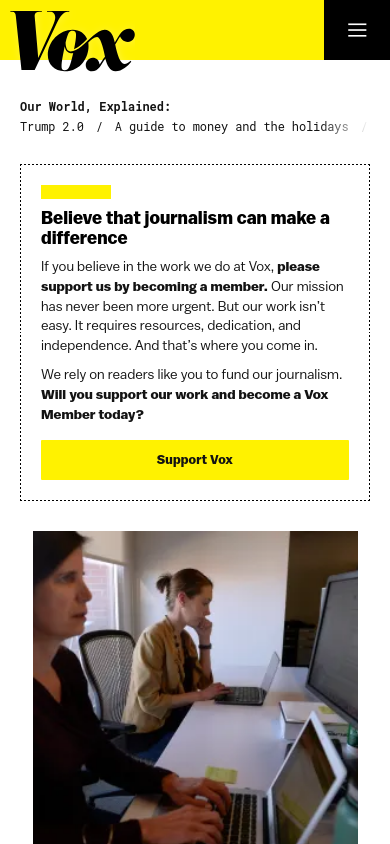 Vox
Our World, Explained:
Trump 2.0 / A guide to money and the holidays /
Believe that journalism can make a
difference
If you believe in the work we do at Vox, please
support us by becoming a member. Our mission
has never been more urgent. But our work isn’t
easy. It requires resources, dedication, and
independence. And that’s where you come in.
We rely on readers like you to fund our journalism.
Will you support our work and become a Vox
Member today?
Support Vox